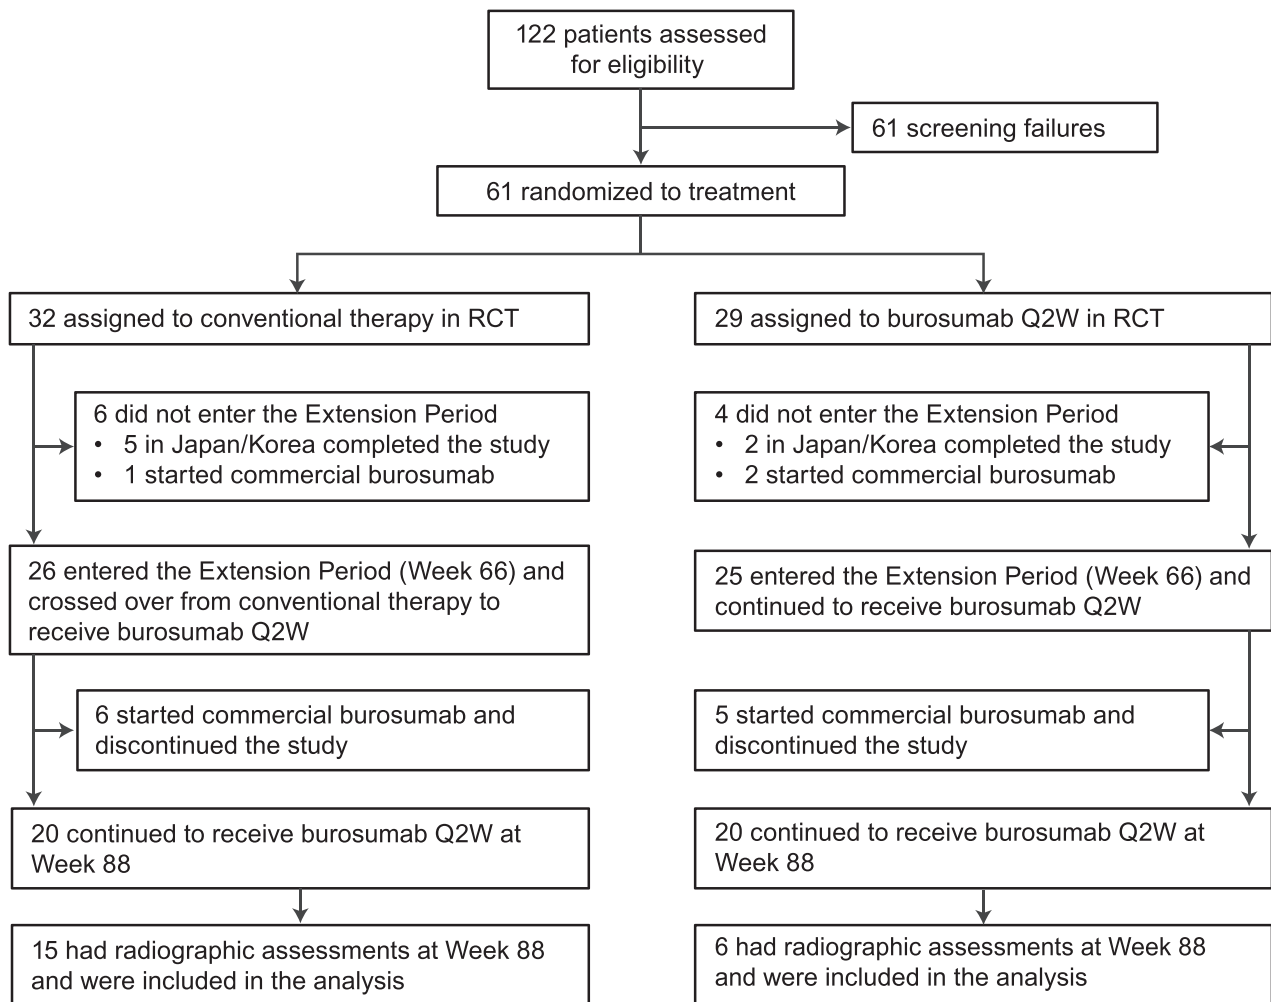 122 patients assessed
for eligibility
61 screening failures
61 randomized to treatment
32 assigned to conventional therapy in RCT
29 assigned to burosumab Q2W in RCT
6 did not enter the Extension Period
• 5 in Japan/Korea completed the study
• 1 started commercial burosumab
4 did not enter the Extension Period
• 2 in Japan/Korea completed the study
• 2 started commercial burosumab
26 entered the Extension Period (Week 66) and
crossed over from conventional therapy to
receive burosumab Q2W
25 entered the Extension Period (Week 66) and
continued to receive burosumab Q2W
6 started commercial burosumab and
discontinued the study
5 started commercial burosumab and
discontinued the study
20 continued to receive burosumab Q2W at
Week 88
20 continued to receive burosumab Q2W at
Week 88
15 had radiographic assessments at Week 88
and were included in the analysis
6 had radiographic assessments at Week 88
and were included in the analysis